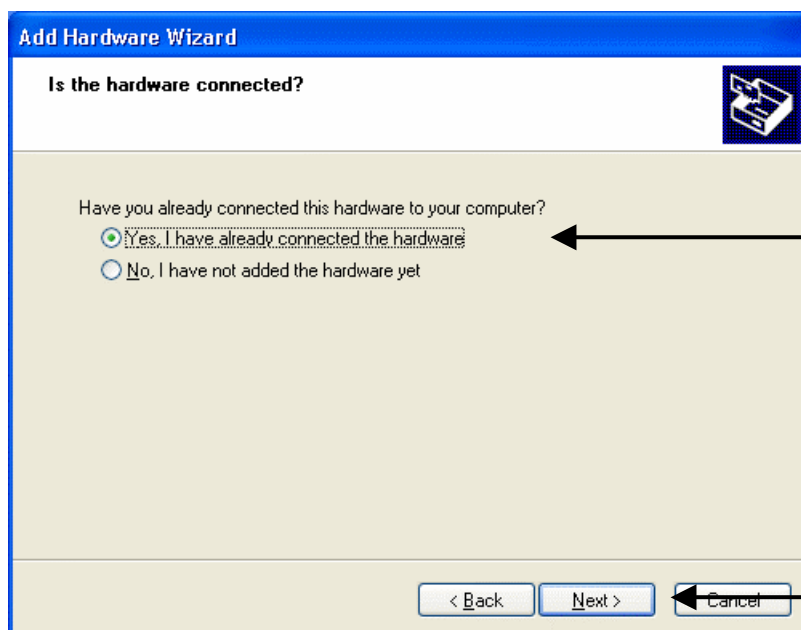 Add Hardware Wizard
Is the hardware connected?
Have you already connected this hardware to your computer?
Yes, I have already connected the hardware
No, I have not added the hardware yet
< Back Next > Cancel